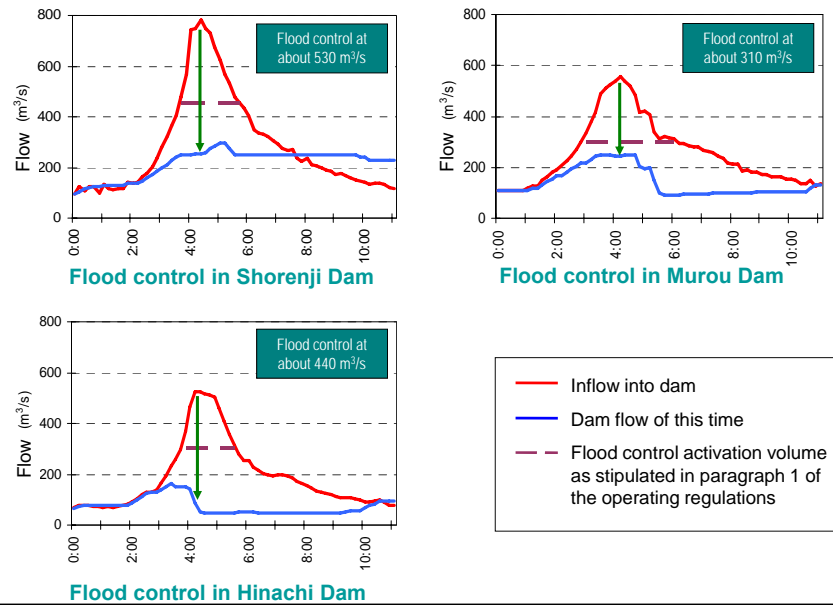 Flood control at
about 530 m³/s
Flow (m³/s)
800
600
400
200
0
0:00
2:00
4:00
6:00
8:00
10:00
Flood control in Shorenji Dam
Flood control at
about 310 m³/s
Flow (m³/s)
800
600
400
200
0
0:00
2:00
4:00
6:00
8:00
10:00
Flood control in Murou Dam
Flood control at
about 440 m³/s
Flow (m³/s)
800
600
400
200
0
0:00
2:00
4:00
6:00
8:00
10:00
Flood control in Hinachi Dam
Inflow into dam
Dam flow of this time
Flood control activation volume
as stipulated in paragraph 1 of
the operating regulations